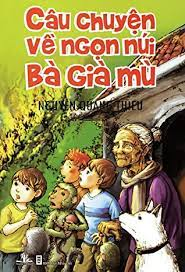 Câu chuyện
về ngọn núi
Bà Già mù
NGUYỄN QUANG THIỀU